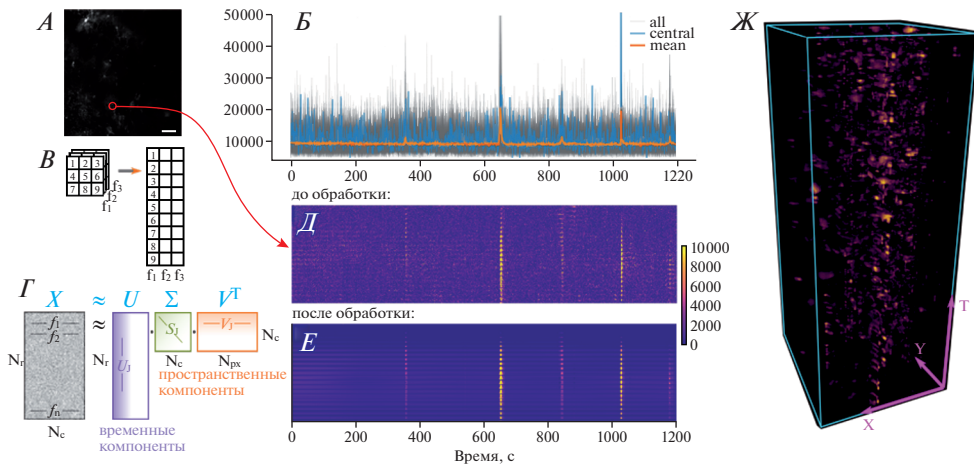 А
Б
50000
40000
30000
20000
10000
all
central
mean
0
200
400
600
800
1000
1220
В
1 2 3
4 5 6
7 8 9
f1
f2
f3
1
2
3
4
5
6
7
8
9
f1 f2 f3
до обработки:
Д
10000
8000
6000
4000
2000
0
после обработки:
Е
0
200
400
600
800
1000
1200
Время, с
Г
X ≈ U Σ V^T
≈
f1
f2
fn
Nr
Nc
Nr
UJ
SJ
Nc
VJ
Nc
Npx
пространственные
компоненты
временные
компоненты
Ж
T
Y
X